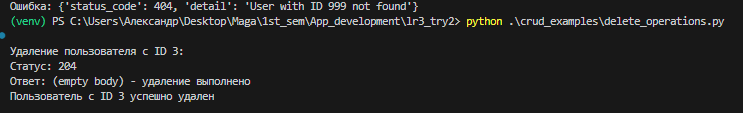 Ошибка: {'status_code': 404, 'detail': 'User with ID 999 not found'}
(venv) PS C:\Users\Александр\Desktop\Maga\1st_sem\App_development\lr3_try2> python .\crud_examples\delete_operations.py
Удаление пользователя с ID 3:
Статус: 204
Ответ: (empty body) - удаление выполнено
Пользователь с ID 3 успешно удален